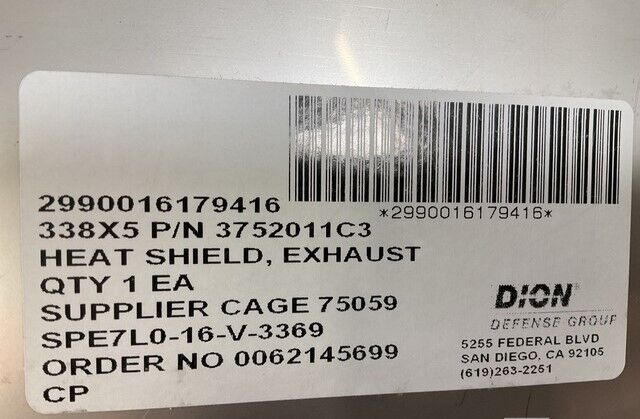 *2990016179416*
2990016179416
338X5 P/N 3752011C3
HEAT SHIELD, EXHAUST
QTY 1 EA
SUPPLIER CAGE 75059
SPE7L0-16-V-3369
ORDER NO 0062145699
CP
DION
DEFENSE GROUP
5255 FEDERAL BLVD
SAN DIEGO, CA 92105
(619)263-2251